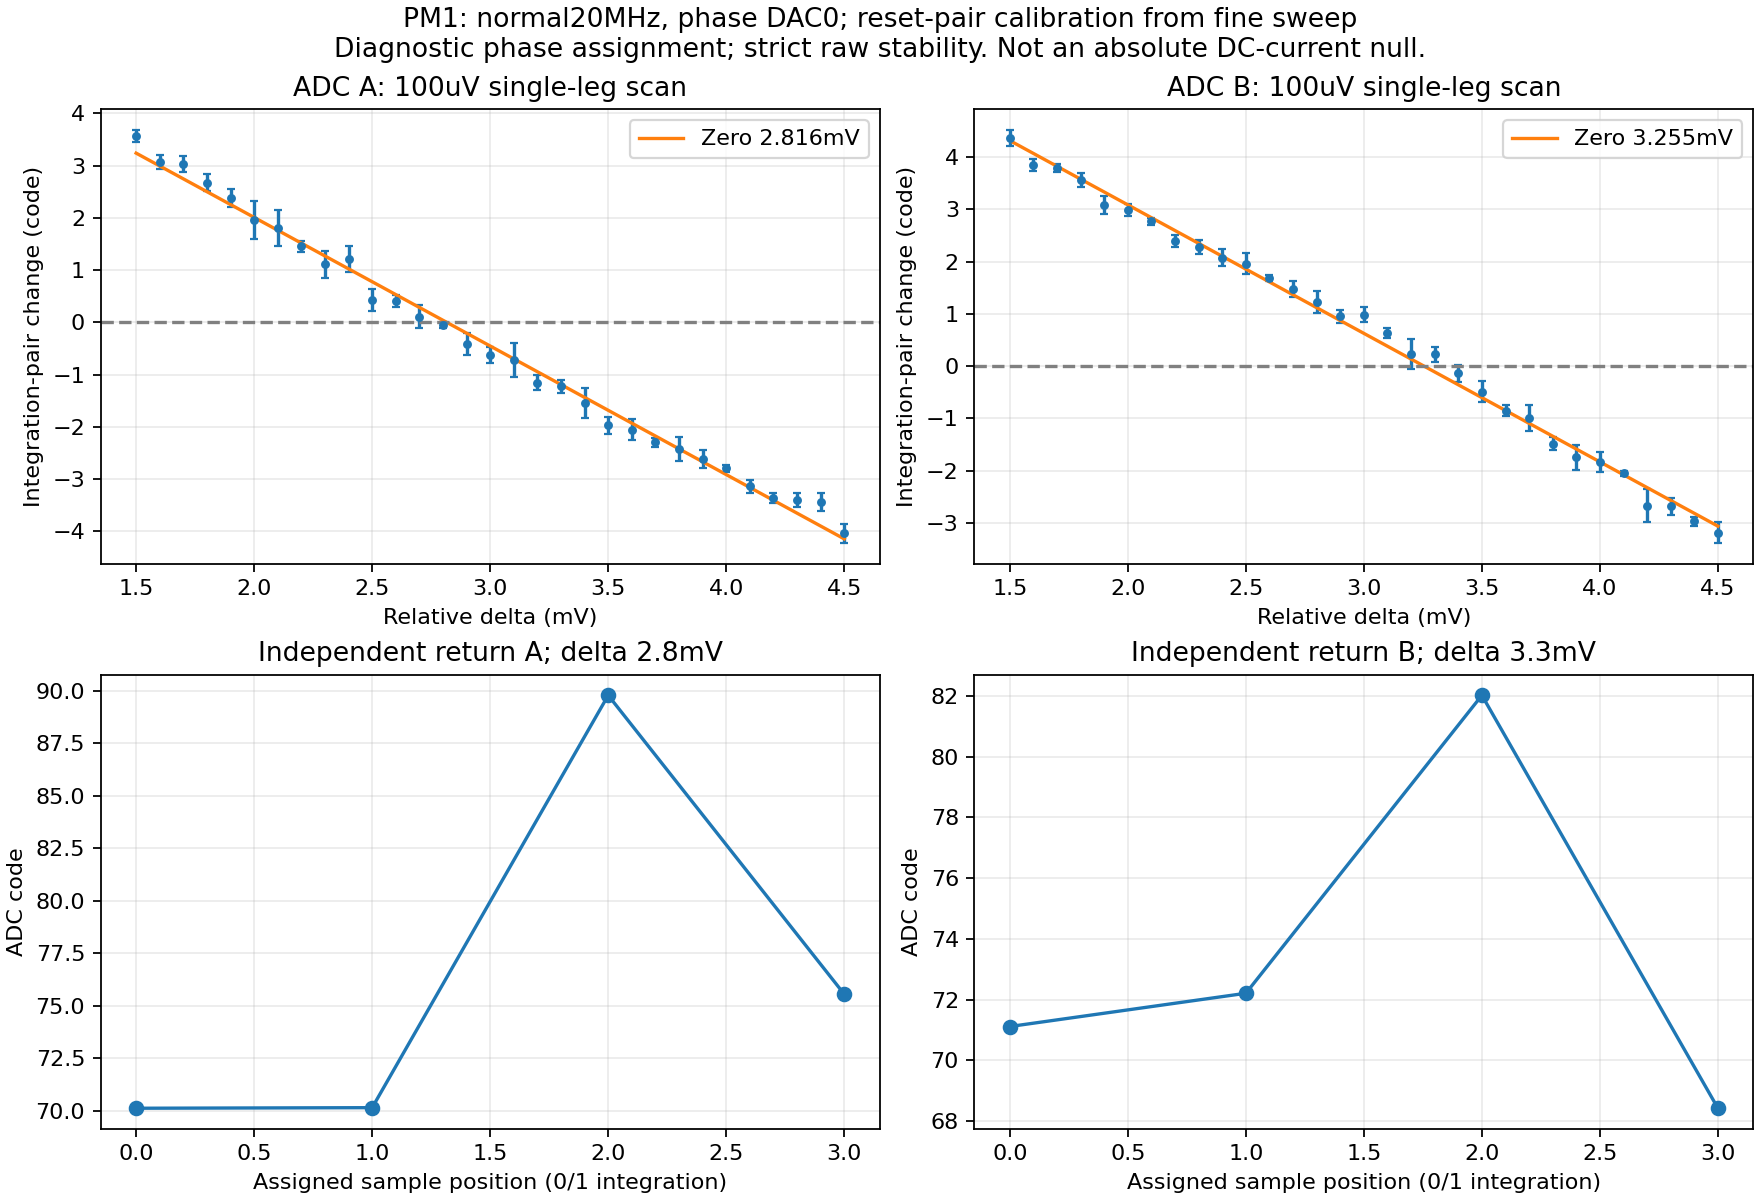 PM1: normal20MHz, phase DAC0; reset-pair calibration from fine sweep
Diagnostic phase assignment; strict raw stability. Not an absolute DC-current null.
ADC A: 100uV single-leg scan
Integration-pair change (code)
4
3
2
1
0
−1
−2
−3
−4
Zero 2.816mV
1.5 2.0 2.5 3.0 3.5 4.0 4.5
Relative delta (mV)
ADC B: 100uV single-leg scan
Integration-pair change (code)
4
3
2
1
0
−1
−2
−3
Zero 3.255mV
1.5 2.0 2.5 3.0 3.5 4.0 4.5
Relative delta (mV)
Independent return A; delta 2.8mV
ADC code
90.0
87.5
85.0
82.5
80.0
77.5
75.0
72.5
70.0
0.0 0.5 1.0 1.5 2.0 2.5 3.0
Assigned sample position (0/1 integration)
Independent return B; delta 3.3mV
ADC code
82
80
78
76
74
72
70
68
0.0 0.5 1.0 1.5 2.0 2.5 3.0
Assigned sample position (0/1 integration)